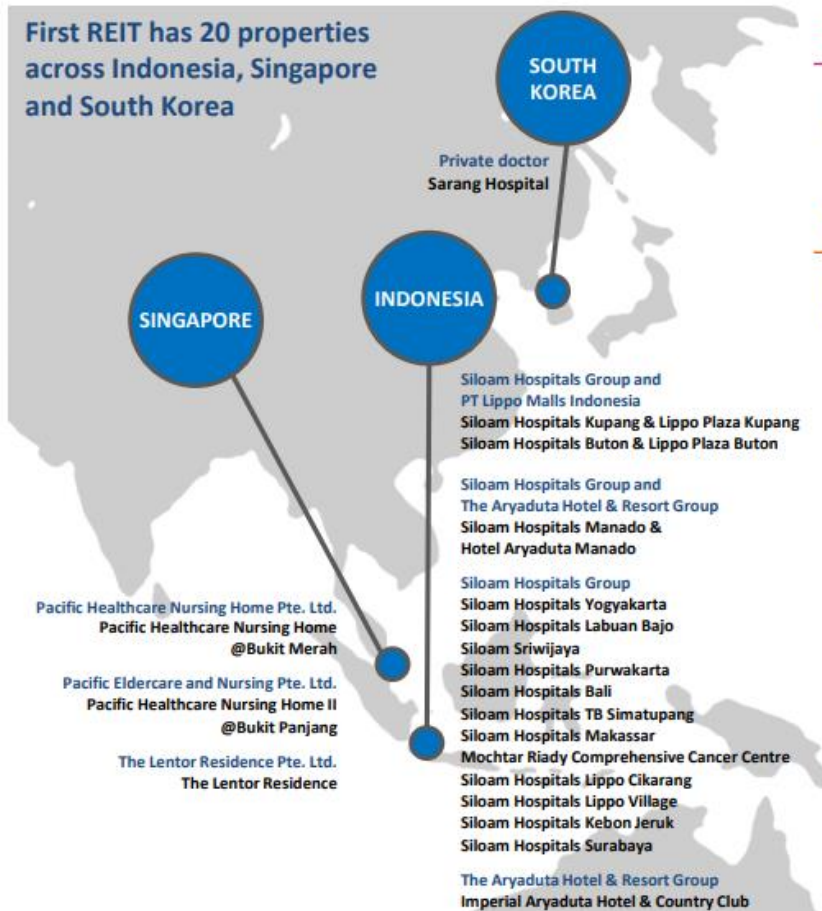 First REIT has 20 properties
across Indonesia, Singapore
and South Korea
SOUTH
KOREA
Private doctor
Sarang Hospital
SINGAPORE
INDONESIA
Siloam Hospitals Group and
PT Lippo Malls Indonesia
Siloam Hospitals Kupang & Lippo Plaza Kupang
Siloam Hospitals Buton & Lippo Plaza Buton
Siloam Hospitals Group and
The Aryaduta Hotel & Resort Group
Siloam Hospitals Manado &
Hotel Aryaduta Manado
Siloam Hospitals Group
Siloam Hospitals Yogyakarta
Siloam Hospitals Labuan Bajo
Siloam Sriwijaya
Siloam Hospitals Purwakarta
Siloam Hospitals Bali
Siloam Hospitals TB Simatupang
Siloam Hospitals Makassar
Mochtar Riady Comprehensive Cancer Centre
Siloam Hospitals Lippo Cikarang
Siloam Hospitals Lippo Village
Siloam Hospitals Kebon Jeruk
Siloam Hospitals Surabaya
The Aryaduta Hotel & Resort Group
Imperial Aryaduta Hotel & Country Club
Pacific Healthcare Nursing Home Pte. Ltd.
Pacific Healthcare Nursing Home
@Bukit Merah
Pacific Eldercare and Nursing Pte. Ltd.
Pacific Healthcare Nursing Home II
@Bukit Panjang
The Lentor Residence Pte. Ltd.
The Lentor Residence